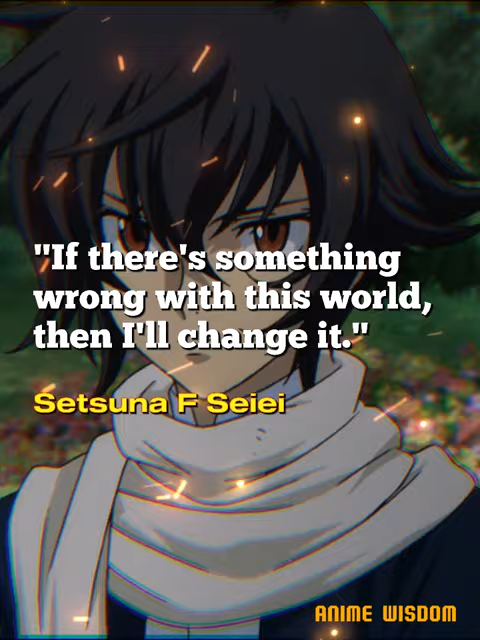 "If there's something
wrong with this world,
then I'll change it."
Setsuna F Seiei
ANIME WISDOM